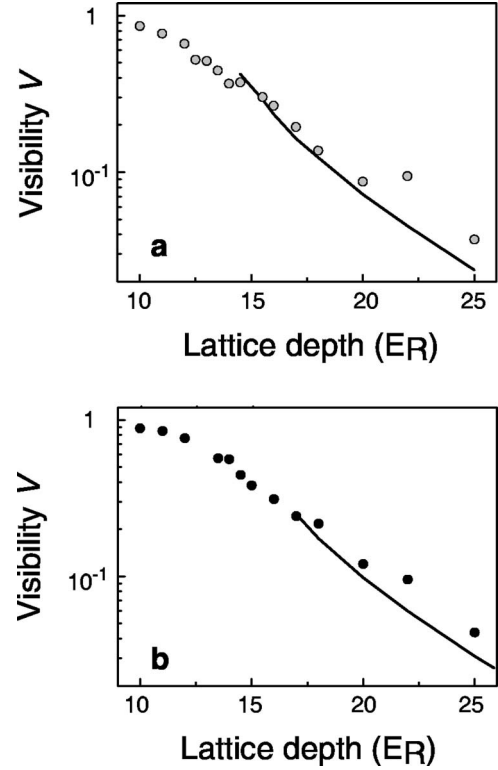 1
10⁻¹
Visibility V
a
10 15 20 25
Lattice depth (ER)
1
10⁻¹
Visibility V
b
10 15 20 25
Lattice depth (ER)